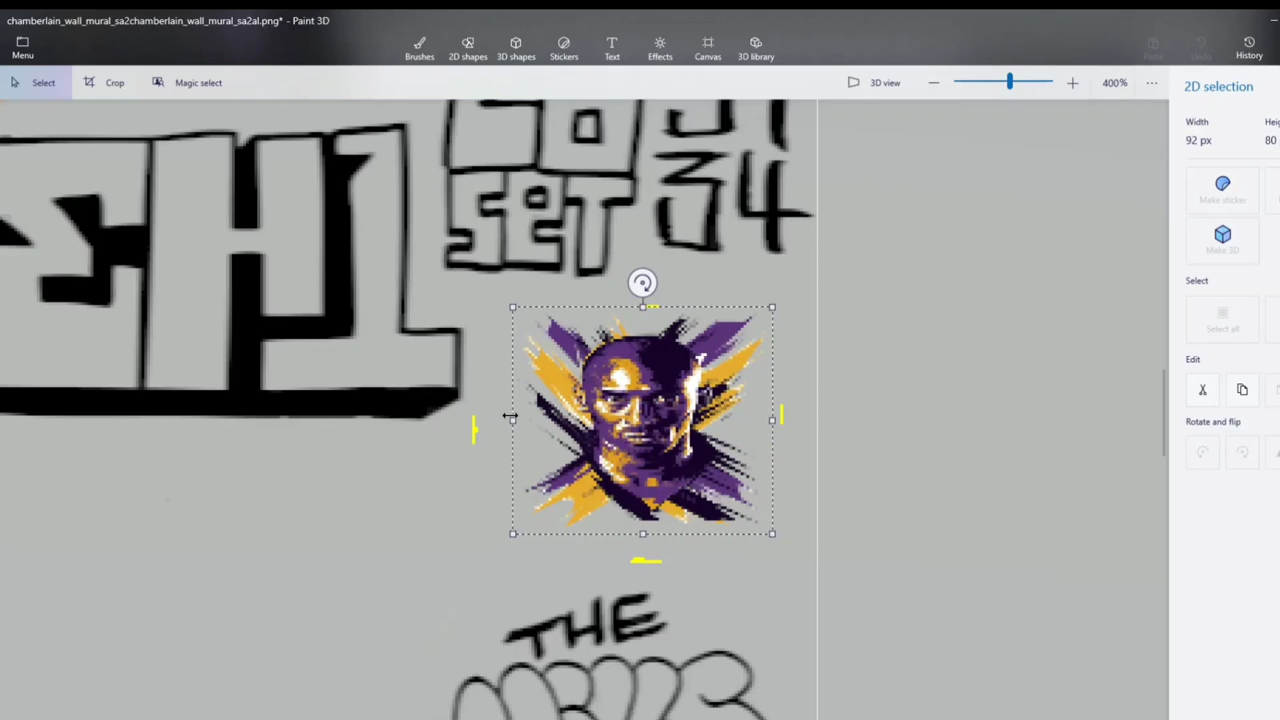 chamberlain_wall_mural_sa2chamberlain_wall_mural_sa2al.png* - Paint 3D
Menu
Brushes
2D shapes
3D shapes
Stickers
Text
Effects
Canvas
3D library
Paste
Undo
History
Select
Crop
Magic select
3D view
400%
2D selection
Width
92 px
80
Make sticker
Make 3D
Select
Select all
Edit
Rotate and flip
SET
34
THE